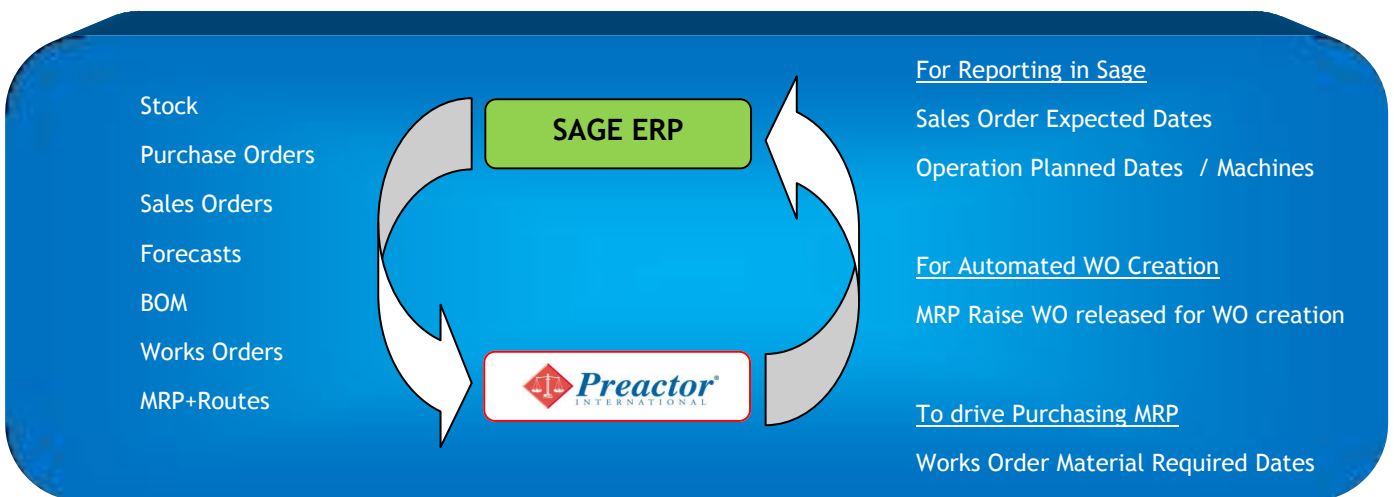 Stock
Purchase Orders
Sales Orders
Forecasts
BOM
Works Orders
MRP+Routes
SAGE ERP
Preactor®
INTERNATIONAL
For Reporting in Sage
Sales Order Expected Dates
Operation Planned Dates / Machines
For Automated WO Creation
MRP Raise WO released for WO creation
To drive Purchasing MRP
Works Order Material Required Dates